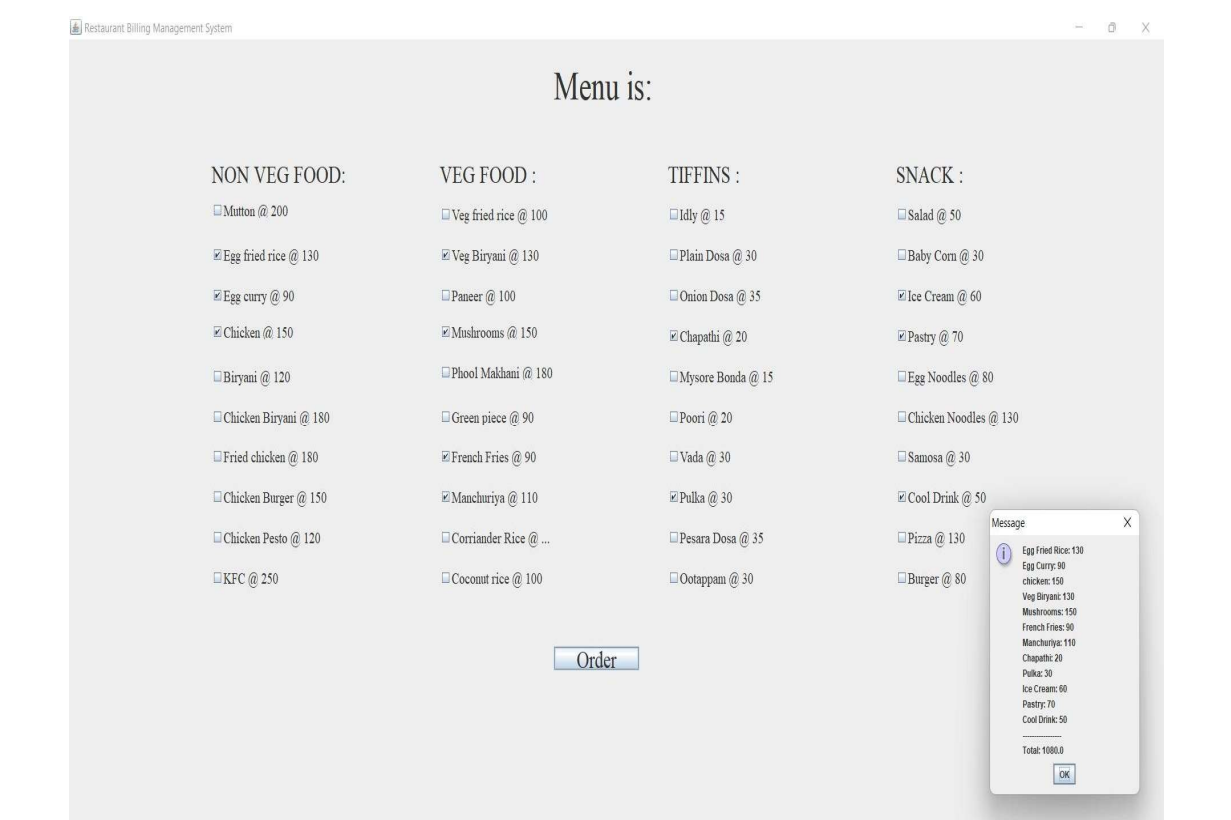 Restaurant Billing Management System
Menu is:
NON VEG FOOD:
Mutton @ 200
Egg fried rice @ 130
Egg curry @ 90
Chicken @ 150
Biryani @ 120
Chicken Biryani @ 180
Fried chicken @ 180
Chicken Burger @ 150
Chicken Pesto @ 120
KFC @ 250
VEG FOOD :
Veg fried rice @ 100
Veg Biryani @ 130
Paneer @ 100
Mushrooms @ 150
Phool Makhani @ 180
Green piece @ 90
French Fries @ 90
Manchuriya @ 110
Corriander Rice @ ...
Coconut rice @ 100
TIFFINS :
Idly @ 15
Plain Dosa @ 30
Onion Dosa @ 35
Chapathi @ 20
Mysore Bonda @ 15
Poori @ 20
Vada @ 30
Pulka @ 30
Pesara Dosa @ 35
Ootappam @ 30
SNACK :
Salad @ 50
Baby Corn @ 30
Ice Cream @ 60
Pastry @ 70
Egg Noodles @ 80
Chicken Noodles @ 130
Samosa @ 30
Cool Drink @ 50
Pizza @ 130
Burger @ 80
Order
Message
Egg Fried Rice: 130
Egg Curry: 90
chicken: 150
Veg Biryani: 130
Mushrooms: 150
French Fries: 90
Manchuriya: 110
Chapathi: 20
Pulka: 30
Ice Cream: 60
Pastry: 70
Cool Drink: 50
-----------------
Total: 1080.0
OK